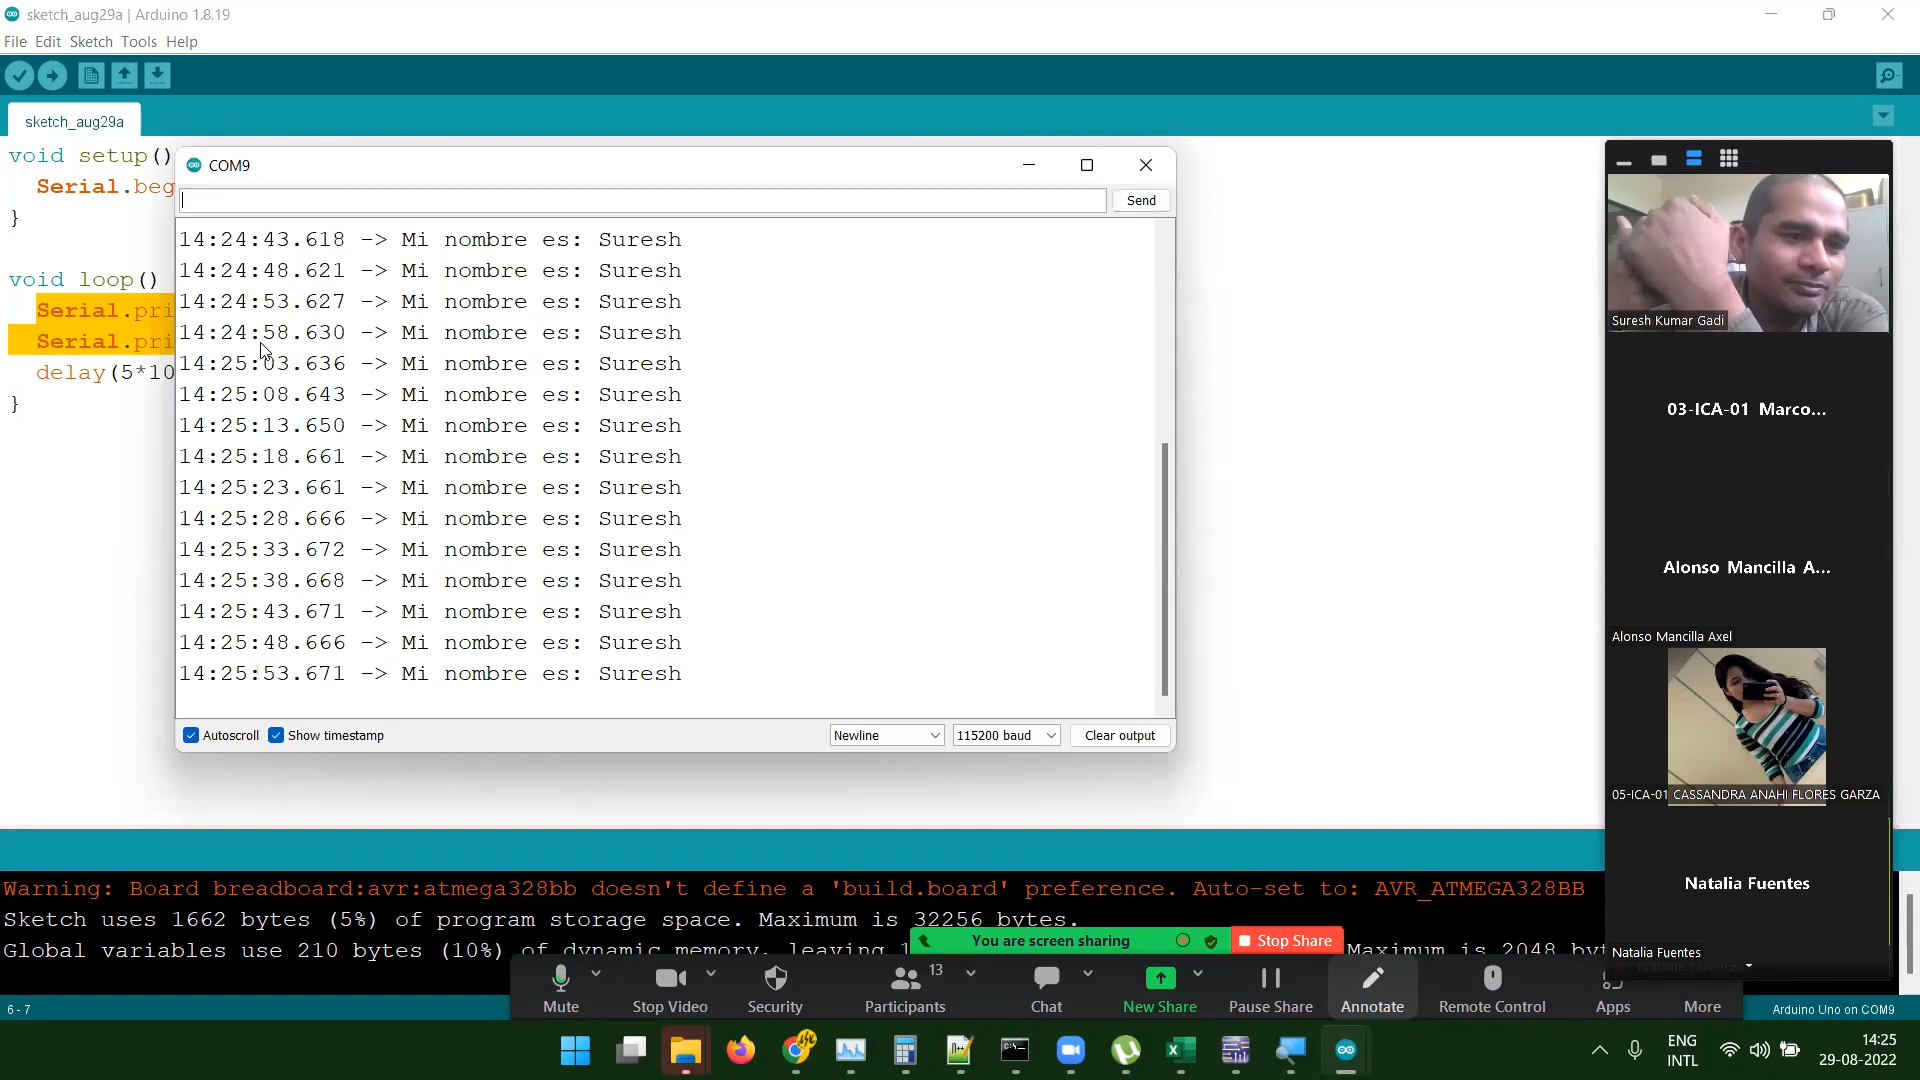 sketch_aug29a | Arduino 1.8.19
File Edit Sketch Tools Help
sketch_aug29a
void setup()
Serial.beg
}
void loop()
Serial.pri
Serial.pri
delay(5*10
}
COM9
Send
14:24:43.618 -> Mi nombre es: Suresh
14:24:48.621 -> Mi nombre es: Suresh
14:24:53.627 -> Mi nombre es: Suresh
14:24:58.630 -> Mi nombre es: Suresh
14:25:03.636 -> Mi nombre es: Suresh
14:25:08.643 -> Mi nombre es: Suresh
14:25:13.650 -> Mi nombre es: Suresh
14:25:18.661 -> Mi nombre es: Suresh
14:25:23.661 -> Mi nombre es: Suresh
14:25:28.666 -> Mi nombre es: Suresh
14:25:33.672 -> Mi nombre es: Suresh
14:25:38.668 -> Mi nombre es: Suresh
14:25:43.671 -> Mi nombre es: Suresh
14:25:48.666 -> Mi nombre es: Suresh
14:25:53.671 -> Mi nombre es: Suresh
Autoscroll Show timestamp Newline 115200 baud Clear output
Suresh Kumar Gadi
03-ICA-01 Marco...
Alonso Mancilla A...
Alonso Mancilla Axel
05-ICA-01 CASSANDRA ANAHI FLORES GARZA
Natalia Fuentes
Natalia Fuentes
Warning: Board breadboard:avr:atmega328bb doesn't define a 'build.board' preference. Auto-set to: AVR_ATMEGA328BB
Sketch uses 1662 bytes (5%) of program storage space. Maximum is 32256 bytes.
Global variables use 210 bytes (10%) of dynamic memory, leaving 1 Maximum is 2048 byt
You are screen sharing Stop Share
Mute Stop Video Security Participants 13 Chat New Share Pause Share Annotate Remote Control Apps More
6 - 7
Arduino Uno on COM9
ENG
INTL
14:25
29-08-2022